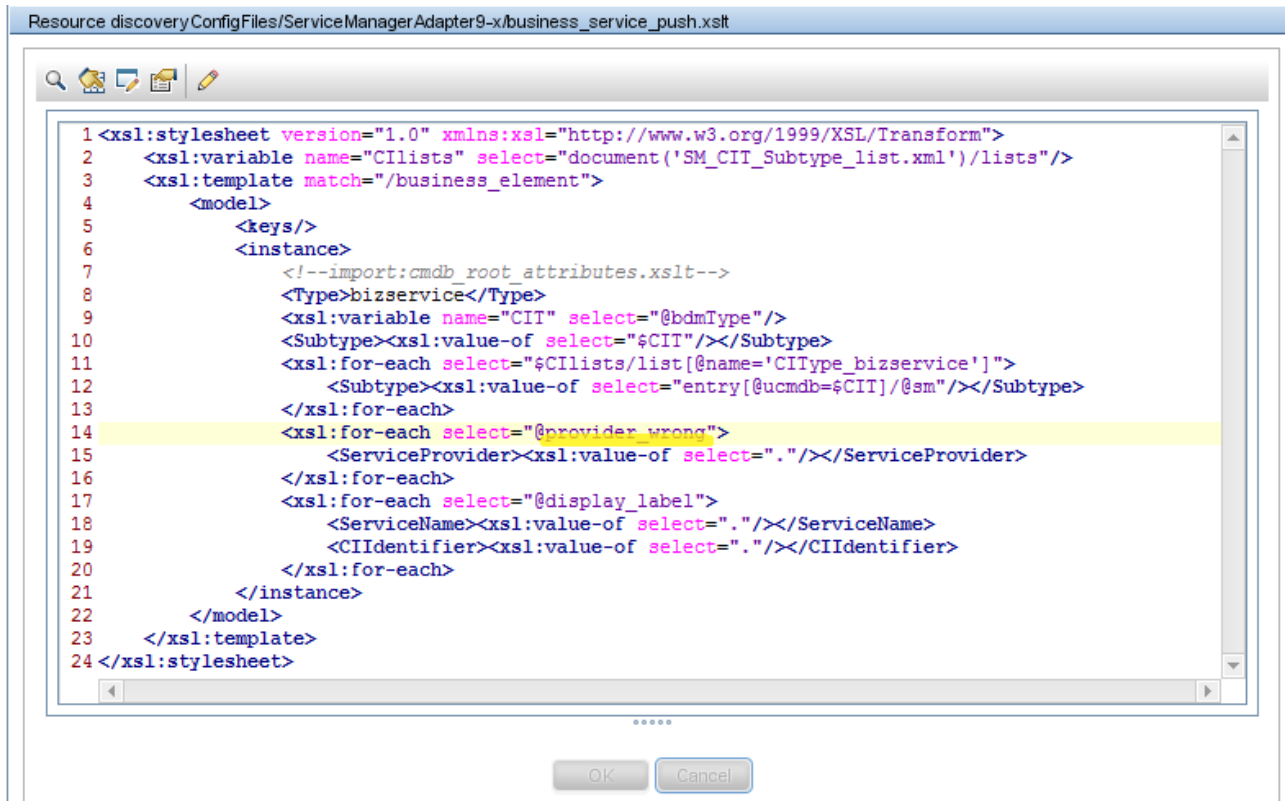 Resource discoveryConfigFiles/ServiceManagerAdapter9-x/business_service_push.xslt
1 <xsl:stylesheet version="1.0" xmlns:xsl="http://www.w3.org/1999/XSL/Transform">
2 <xsl:variable name="CIlists" select="document('SM_CIT_Subtype_list.xml')/lists"/>
3 <xsl:template match="/business_element">
4 <model>
5 <keys/>
6 <instance>
7 <!--import:cmdb_root_attributes.xslt-->
8 <Type>bizservice</Type>
9 <xsl:variable name="CIT" select="@bdmType"/>
10 <Subtype><xsl:value-of select="$CIT"/></Subtype>
11 <xsl:for-each select="$CIlists/list[@name='CIType_bizservice']">
12 <Subtype><xsl:value-of select="entry[@ucmdb=$CIT]/@sm"/></Subtype>
13 </xsl:for-each>
14 <xsl:for-each select="@provider_wrong">
15 <ServiceProvider><xsl:value-of select="."/></ServiceProvider>
16 </xsl:for-each>
17 <xsl:for-each select="@display_label">
18 <ServiceName><xsl:value-of select="."/></ServiceName>
19 <CIIdentifier><xsl:value-of select="."/></CIIdentifier>
20 </xsl:for-each>
21 </instance>
22 </model>
23 </xsl:template>
24 </xsl:stylesheet>
OK Cancel